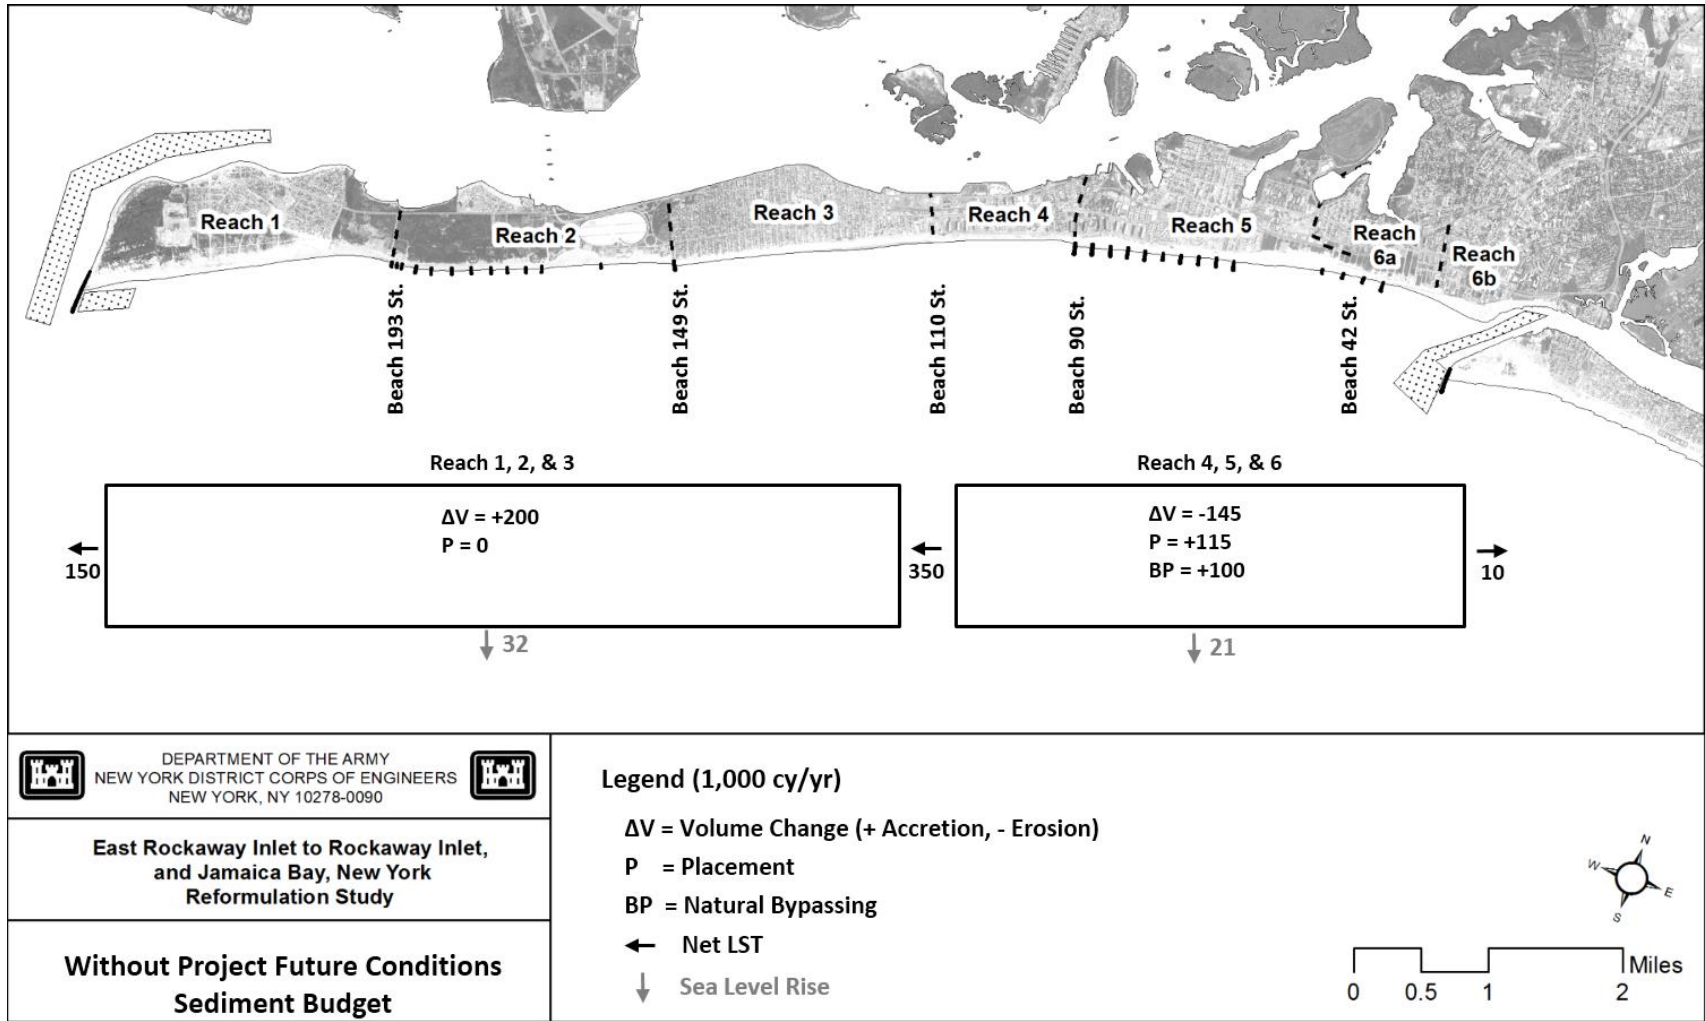 Reach 1
Reach 2
Reach 3
Reach 4
Reach 5
Reach
6a
Reach
6b
Beach 193 St.
Beach 149 St.
Beach 110 St.
Beach 90 St.
Beach 42 St.
Reach 1, 2, & 3
ΔV = +200
P = 0
150
32
350
Reach 4, 5, & 6
ΔV = -145
P = +115
BP = +100
10
21
DEPARTMENT OF THE ARMY
NEW YORK DISTRICT CORPS OF ENGINEERS
NEW YORK, NY 10278-0090
East Rockaway Inlet to Rockaway Inlet,
and Jamaica Bay, New York
Reformulation Study
Without Project Future Conditions
Sediment Budget
Legend (1,000 cy/yr)
ΔV = Volume Change (+ Accretion, - Erosion)
P = Placement
BP = Natural Bypassing
Net LST
Sea Level Rise
N
W
E
S
Miles
0 0.5 1 2